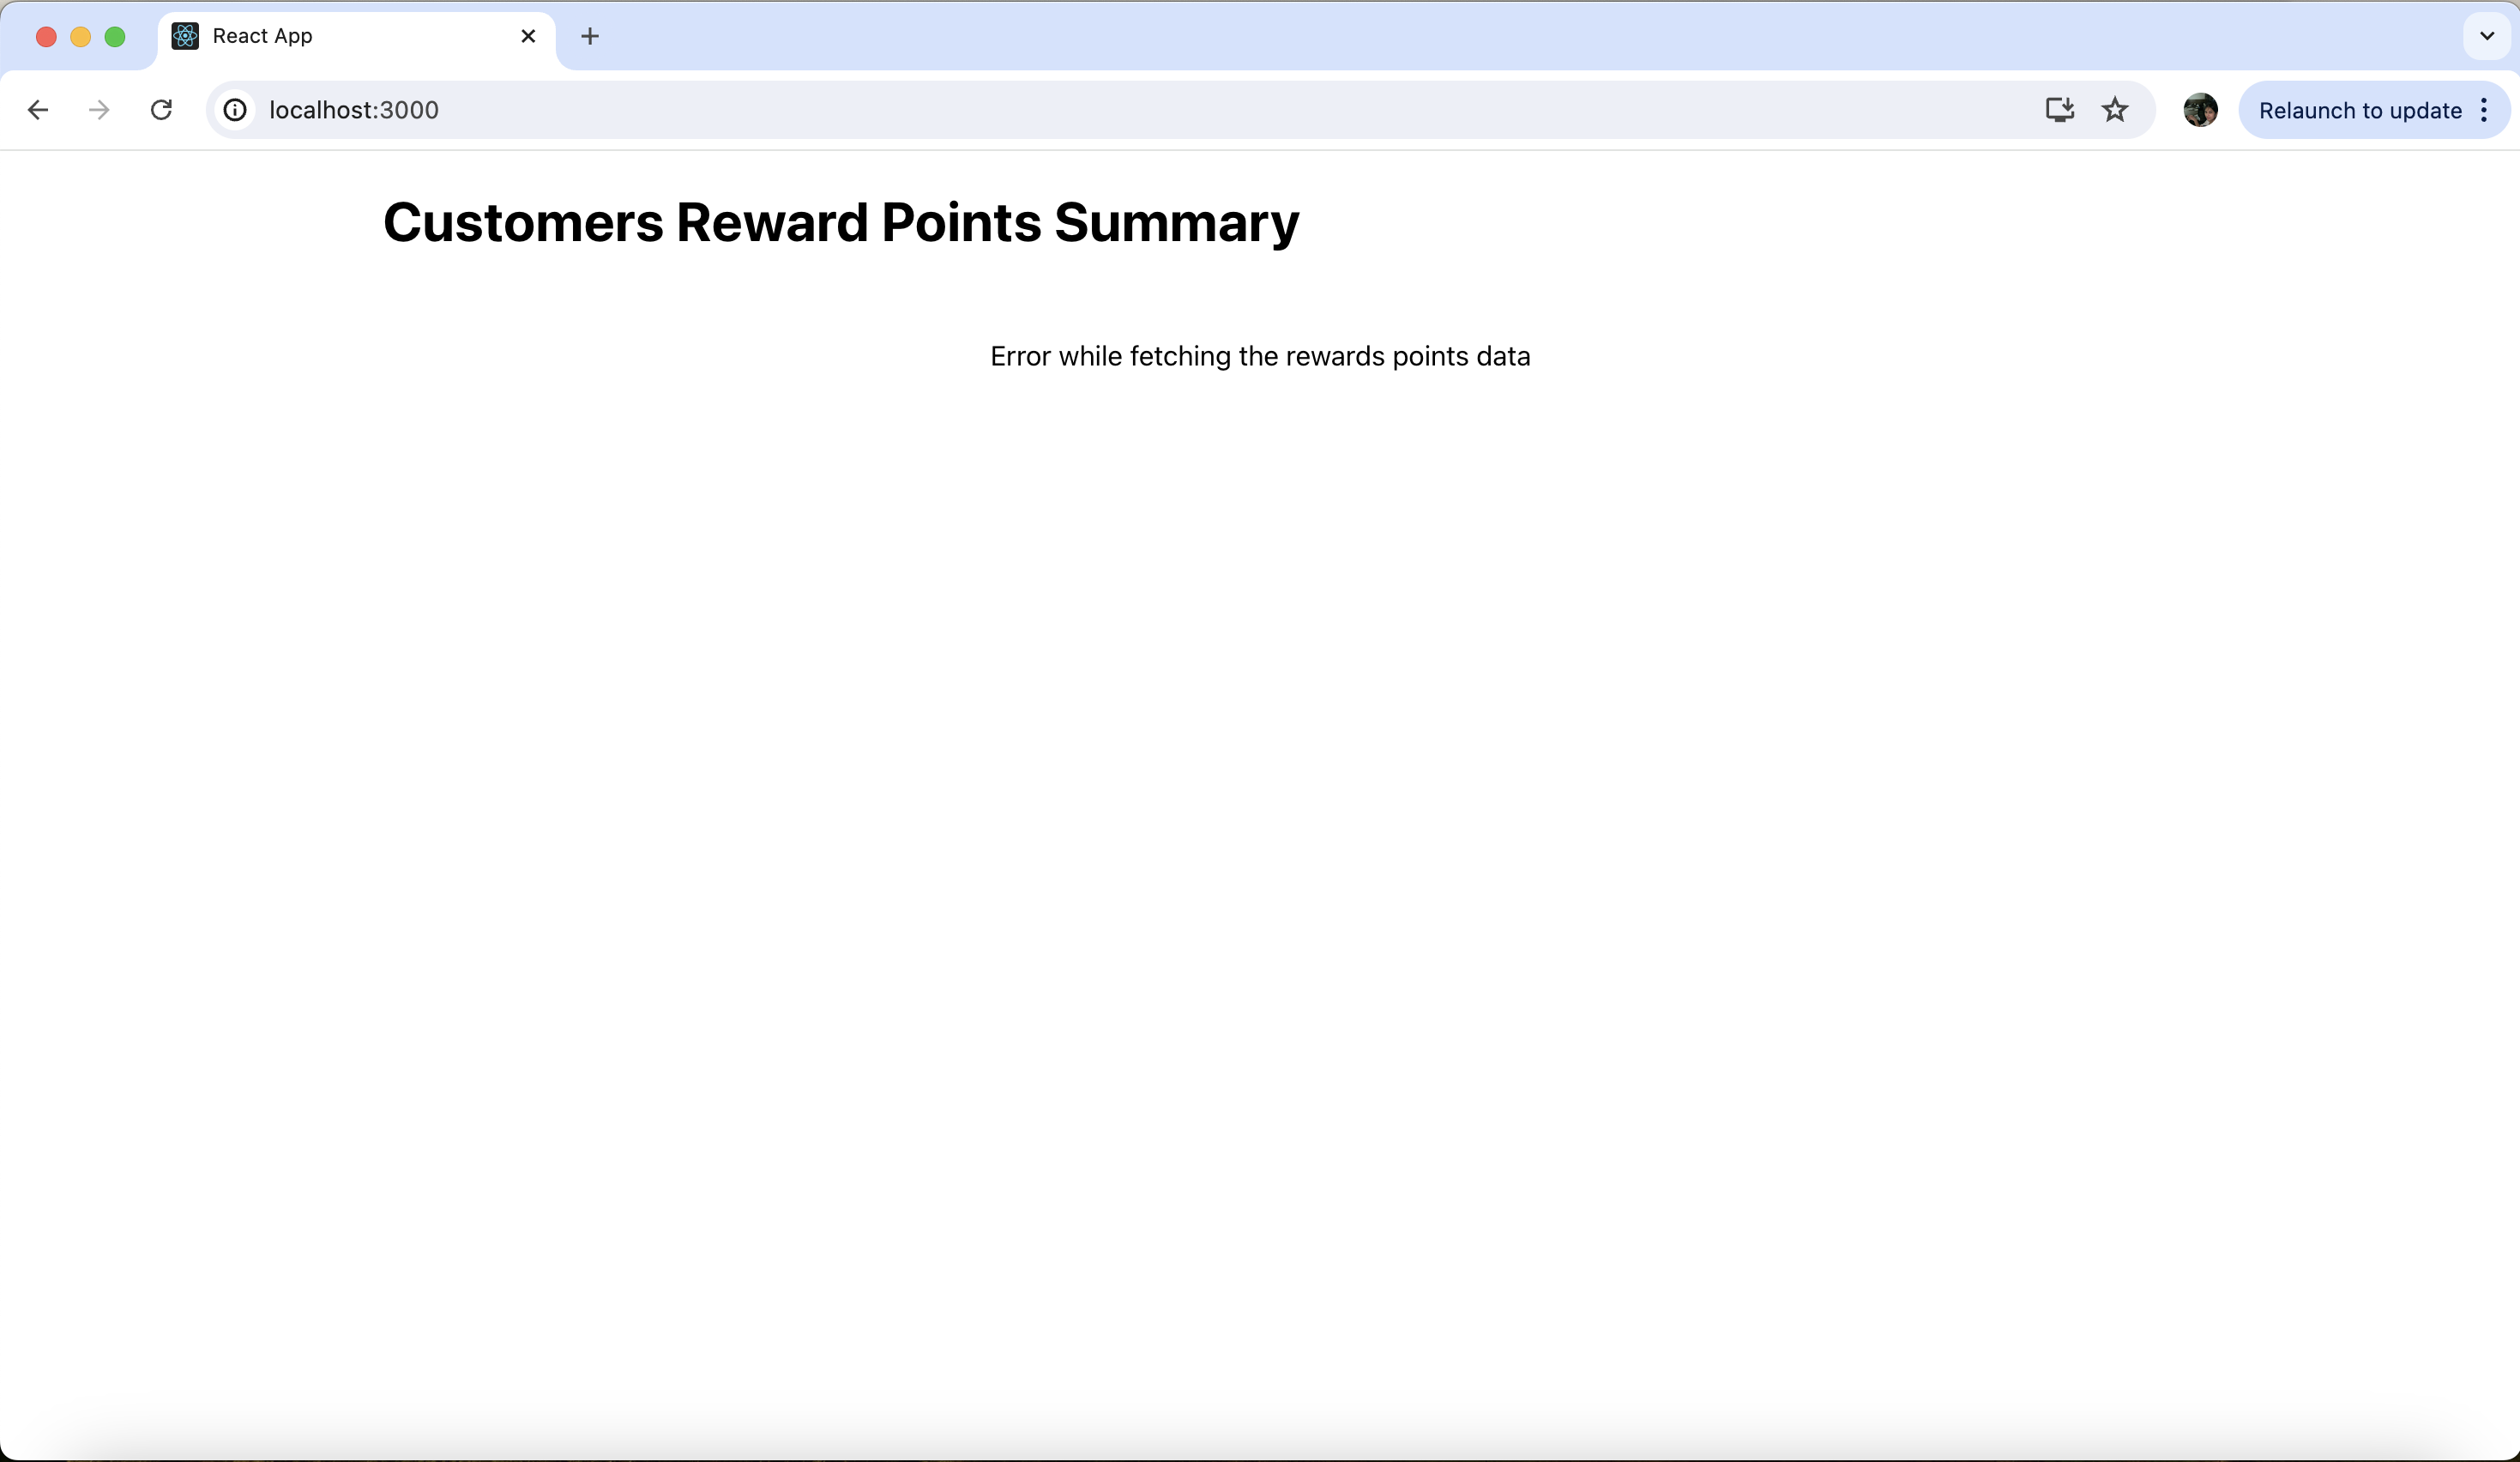 React App
localhost:3000
Relaunch to update
Customers Reward Points Summary
Error while fetching the rewards points data